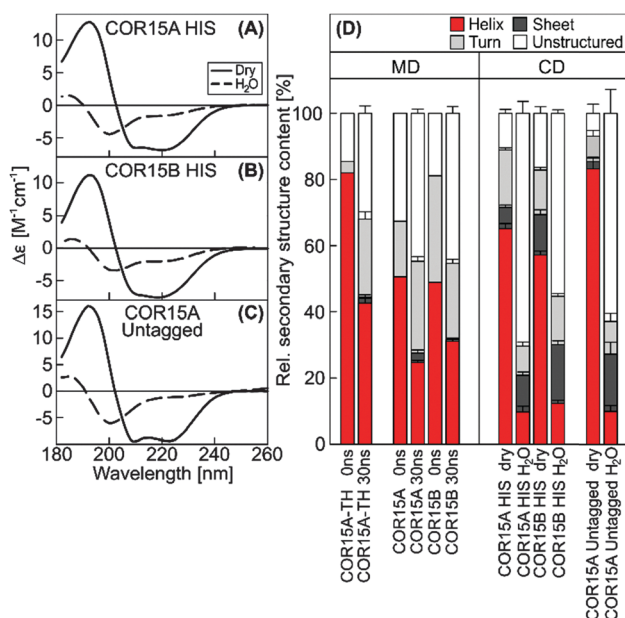 (A)
COR15A HIS
Dry
H₂O
10
5
0
-5
(B)
COR15B HIS
10
5
0
-5
(C)
COR15A
Untagged
15
10
5
0
-5
180 200 220 240 260
Wavelength [nm]
Δε [M⁻¹cm⁻¹]
(D)
Helix Sheet
Turn Unstructured
MD CD
Rel. secondary structure content [%]
100
80
60
40
20
0
COR15A-TH 0ns
COR15A-TH 30ns
COR15A 0ns
COR15A 30ns
COR15B 0ns
COR15B 30ns
COR15A HIS dry
COR15A HIS H₂O
COR15B HIS dry
COR15B HIS H₂O
COR15A Untagged dry
COR15A Untagged H₂O